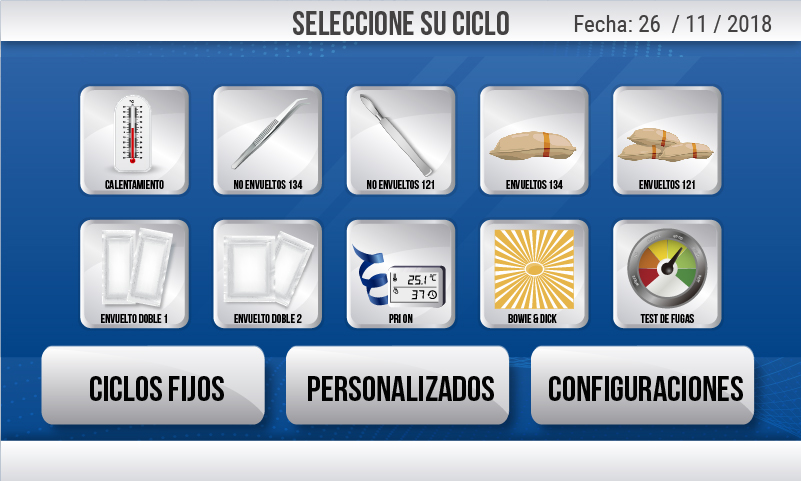 SELECCIONE SU CICLO
Fecha: 26 / 11 / 2018
CALENTAMIENTO
NO ENVUELTOS 134
NO ENVUELTOS 121
ENVUELTOS 134
ENVUELTOS 121
ENVUELTO DOBLE 1
ENVUELTO DOBLE 2
25.1 °C
37
PRI ON
BOWIE & DICK
TEST DE FUGAS
CICLOS FIJOS
PERSONALIZADOS
CONFIGURACIONES